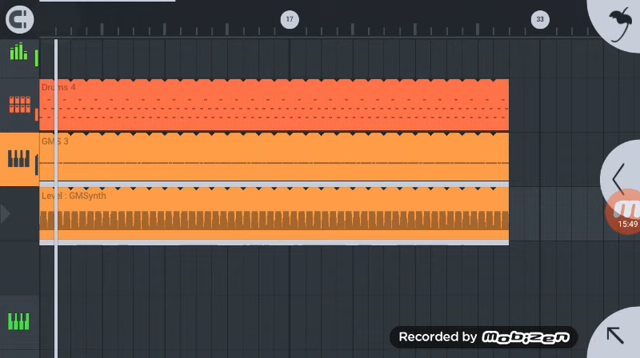 17
33
Drums 4
GMS 3
Level : GMSynth
15:49
Recorded by MOBIZEN